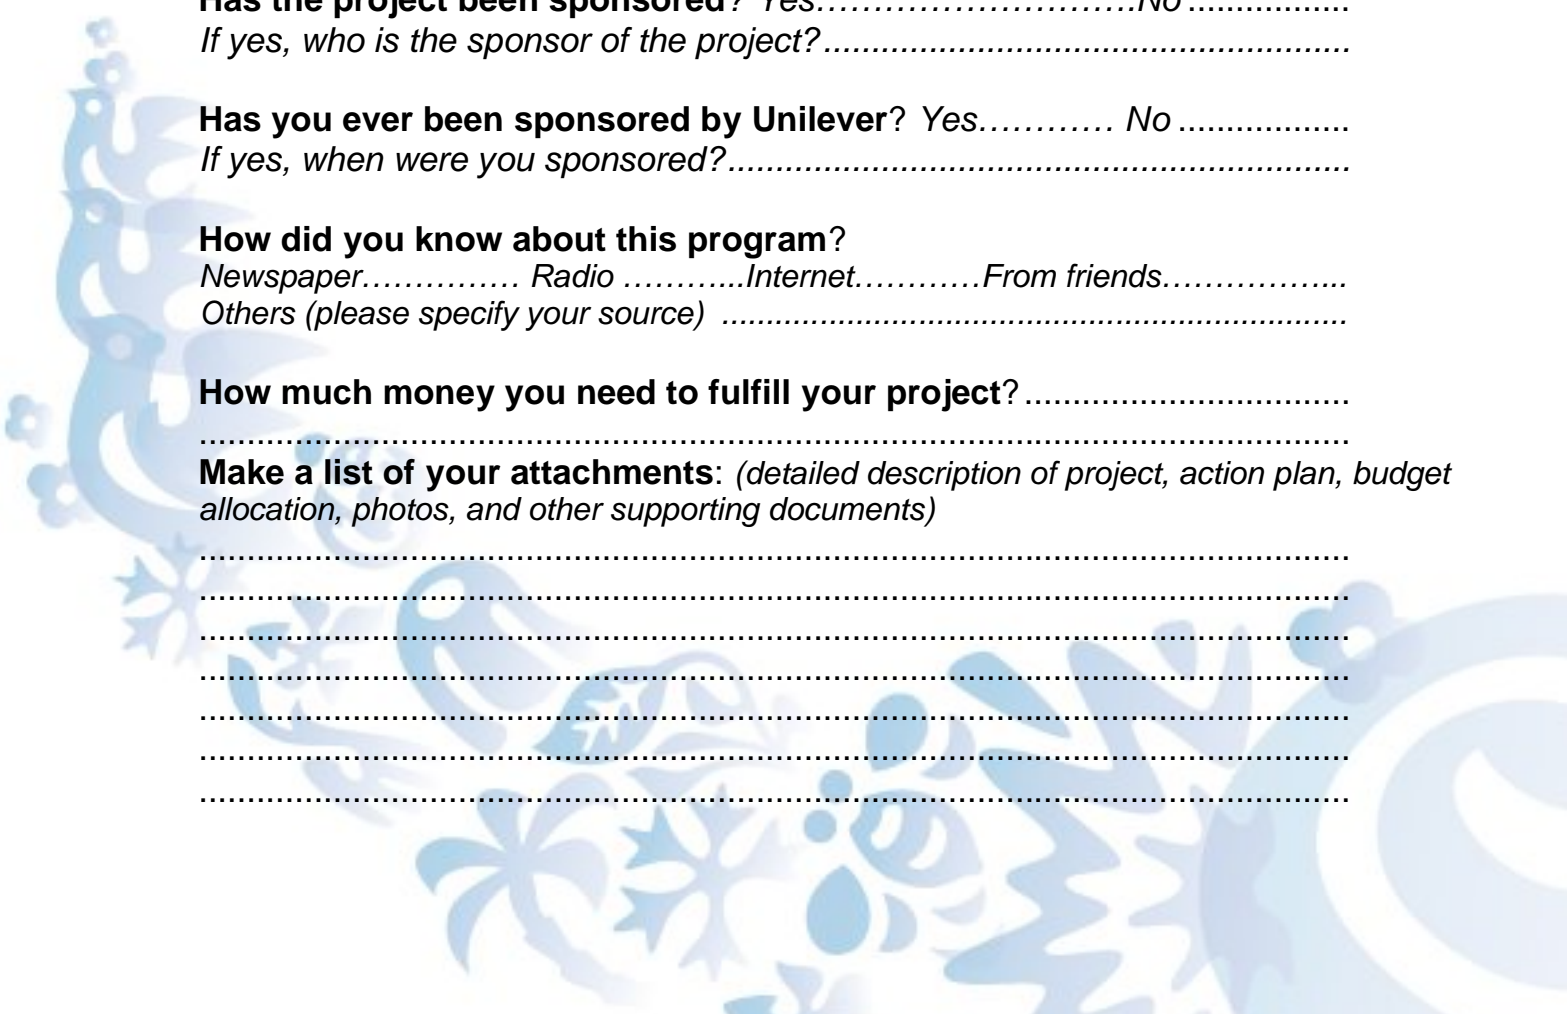 Has the project been sponsored? Yes……………………….No .................
If yes, who is the sponsor of the project?.......................................................
Has you ever been sponsored by Unilever? Yes………… No ..................
If yes, when were you sponsored?.................................................................
How did you know about this program?
Newspaper…………… Radio ………...Internet…………From friends……………...
Others (please specify your source) ...................................................................
How much money you need to fulfill your project?..................................
........................................................................................................................
Make a list of your attachments: (detailed description of project, action plan, budget
allocation, photos, and other supporting documents)
........................................................................................................................
........................................................................................................................
........................................................................................................................
........................................................................................................................
........................................................................................................................
........................................................................................................................
........................................................................................................................